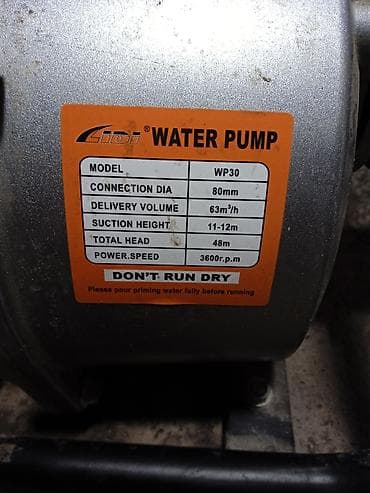 ® WATER PUMP
MODEL WP30
CONNECTION DIA 80mm
DELIVERY VOLUME 63m³/h
SUCTION HEIGHT 11-12m
TOTAL HEAD 48m
POWER.SPEED 3600r.p.m
DON'T RUN DRY
Please pour priming water fully before running